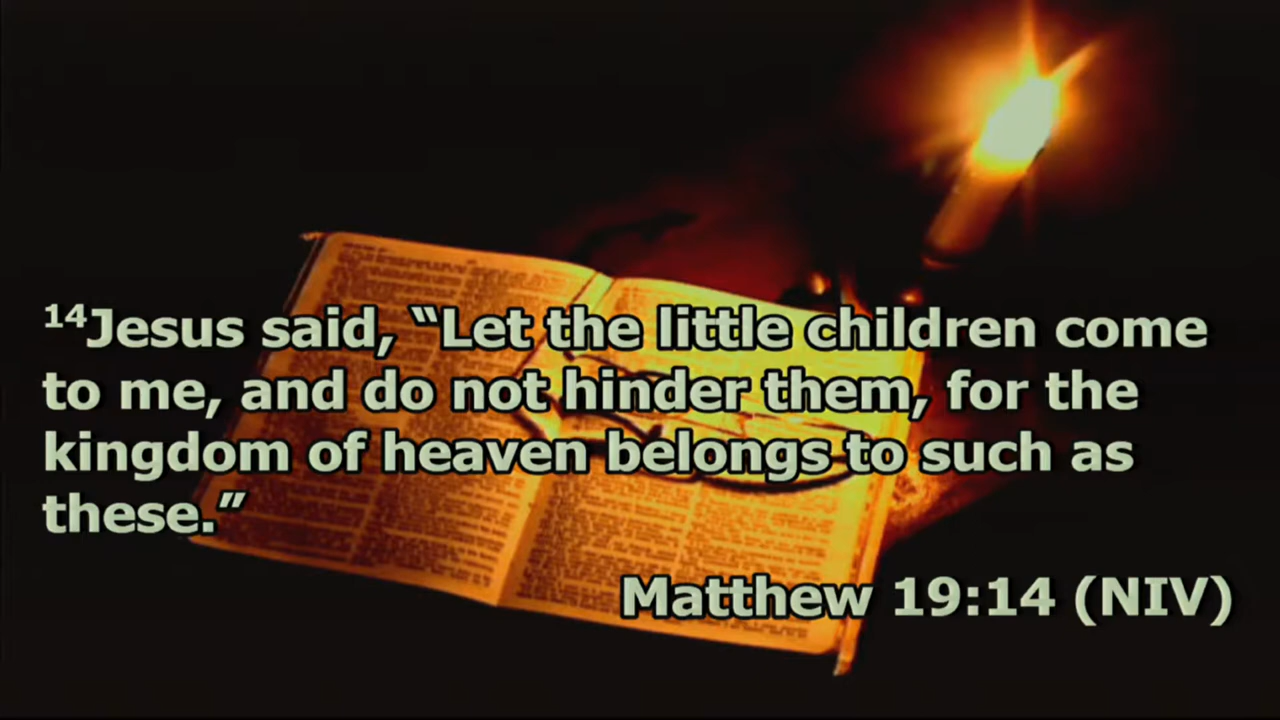 ¹⁴Jesus said, “Let the little children come
to me, and do not hinder them, for the
kingdom of heaven belongs to such as
these.”
Matthew 19:14 (NIV)